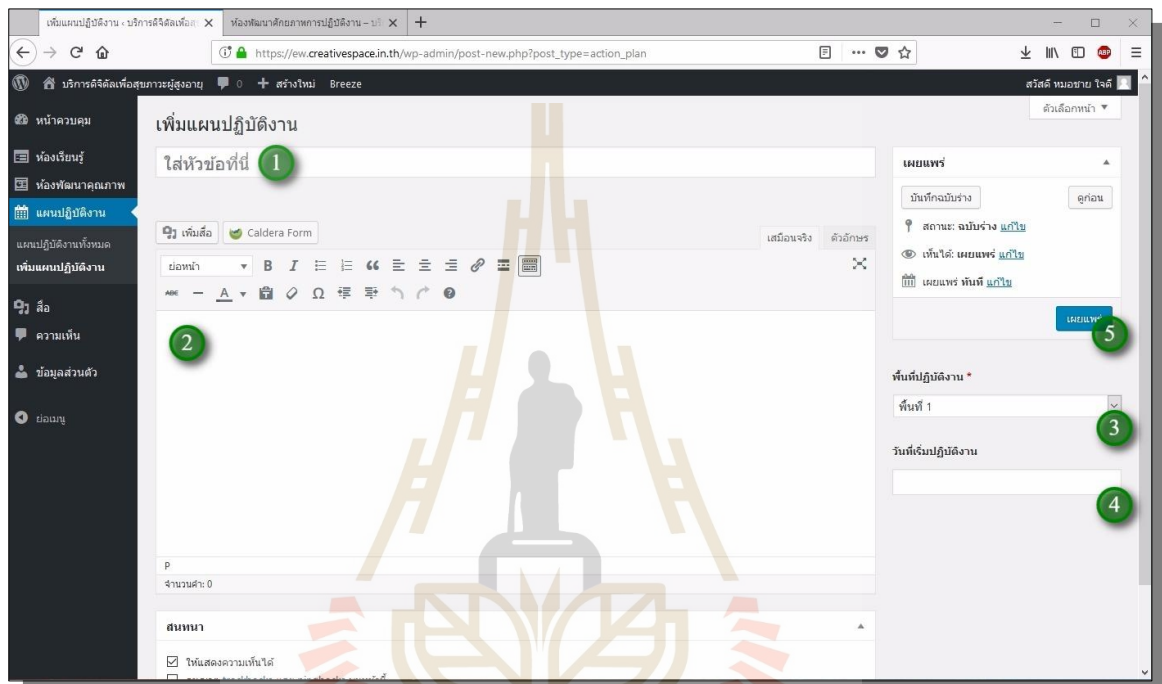 เพิ่มแผนปฏิบัติงาน ‹ บริการดิจิตัลเพื่อสุ
ห้องพัฒนาศักยภาพการปฏิบัติงาน – บริ
https://ew.creativespace.in.th/wp-admin/post-new.php?post_type=action_plan
ABP
บริการดิจิตัลเพื่อสุขภาวะผู้สูงอายุ 0 + สร้างใหม่ Breeze
สวัสดี หมอชาย ใจดี
ตัวเลือกหน้า ▼
หน้าควบคุม
ห้องเรียนรู้
ห้องพัฒนาคุณภาพ
แผนปฏิบัติงาน
แผนปฏิบัติงานทั้งหมด
เพิ่มแผนปฏิบัติงาน
สื่อ
ความเห็น
ข้อมูลส่วนตัว
ย่อเมนู
เพิ่มแผนปฏิบัติงาน
ใส่หัวข้อที่นี่ 1
เพิ่มสื่อ Caldera Form
เสมือนจริง ตัวอักษร
ย่อหน้า B I
ABC A Ω
2
P
จำนวนคำ: 0
สนทนา
ให้แสดงความเห็นได้
เผยแพร่
บันทึกฉบับร่าง ดูก่อน
สถานะ: ฉบับร่าง แก้ไข
เห็นได้: เผยแพร่ แก้ไข
เผยแพร่ ทันที แก้ไข
เผยแพร่ 5
พื้นที่ปฏิบัติงาน *
พื้นที่ 1
3
วันที่เริ่มปฏิบัติงาน
4